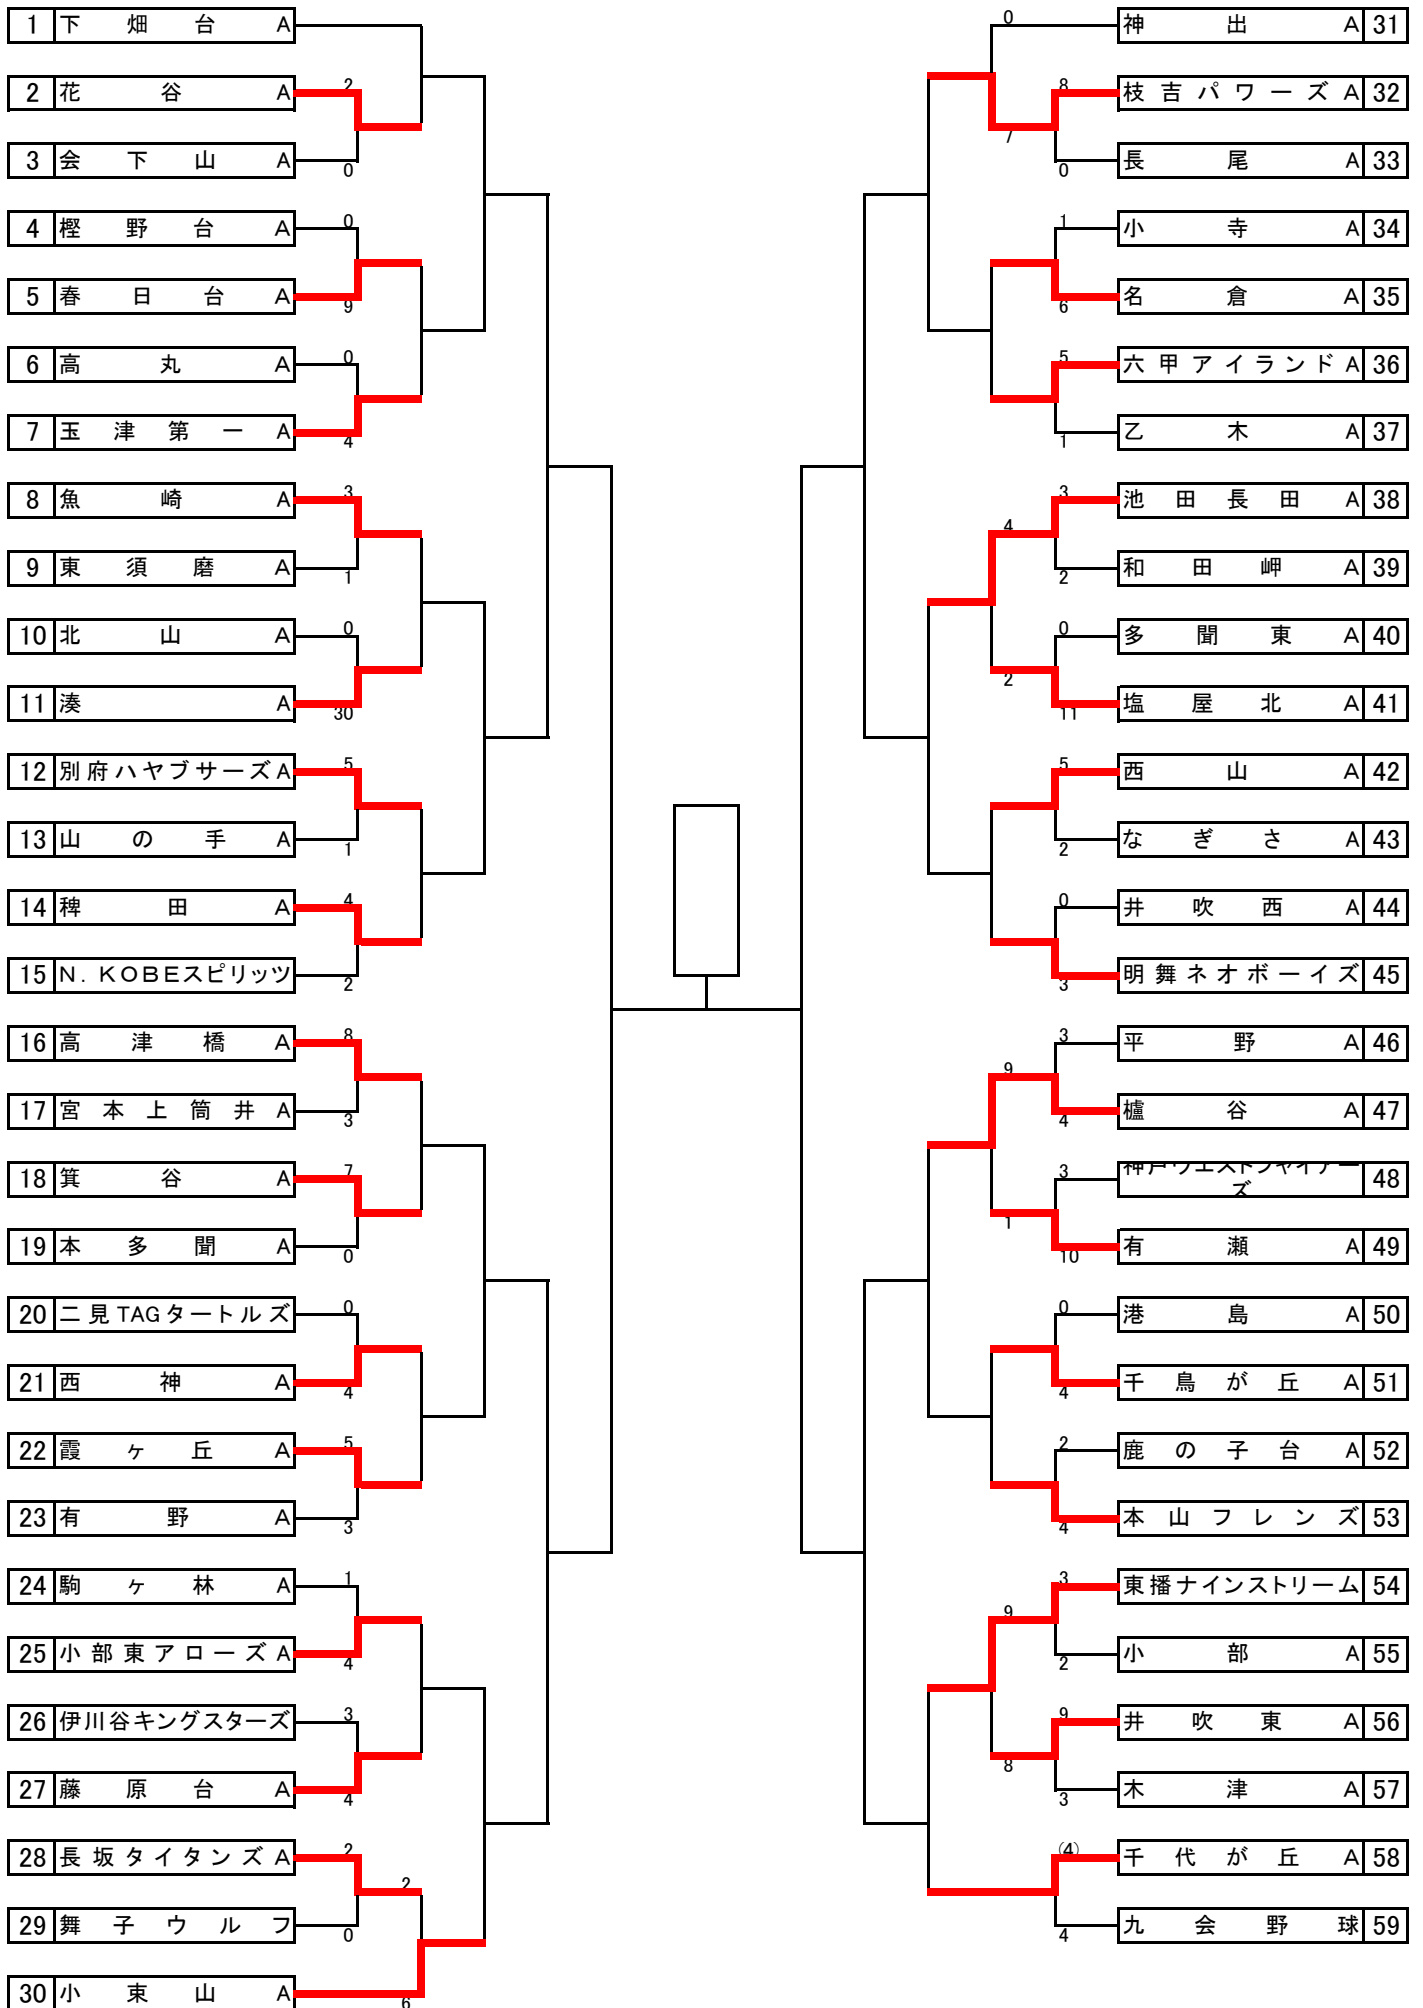 1 下畑台 A
2 花谷 A 2
3 会下山 A 0
4 樫野台 A 0
5 春日台 A 9
6 高丸 A 0
7 玉津第一 A 4
8 魚崎 A 3
9 東須磨 A 1
10 北山 A 0
11 湊 A 30
12 別府ハヤブサーズ A 5
13 山の手 A 1
14 稗田 A 4
15 N. KOBEスピリッツ 2
16 高津橋 A 8
17 宮本上筒井 A 3
18 箕谷 A 7
19 本多聞 A 0
20 二見TAGタートルズ 0
21 西神 A 4
22 霞ヶ丘 A 5
23 有野 A 3
24 駒ヶ林 A 1
25 小部東アローズ A 4
26 伊川谷キングスターズ 3
27 藤原台 A 4
28 長坂タイタンズ A 2
2
29 舞子ウルフ 0
30 小東山 A 6
0 神出 A 31
8 枝吉パワーズ A 32
7
0 長尾 A 33
1 小寺 A 34
6 名倉 A 35
5 六甲アイランド A 36
1 乙木 A 37
3 池田長田 A 38
4
2 和田岬 A 39
0 多聞東 A 40
2
11 塩屋北 A 41
5 西山 A 42
2 なぎさ A 43
0 井吹西 A 44
3 明舞ネオボーイズ 45
3 平野 A 46
9
4 櫨谷 A 47
3 神戸ウエストジャイアーズ 48
1
10 有瀬 A 49
0 港島 A 50
4 千鳥が丘 A 51
2 鹿の子台 A 52
4 本山フレンズ 53
3 東播ナインストリーム 54
9
2 小部 A 55
9 井吹東 A 56
8
3 木津 A 57
(4) 千代が丘 A 58
4 九会野球 59